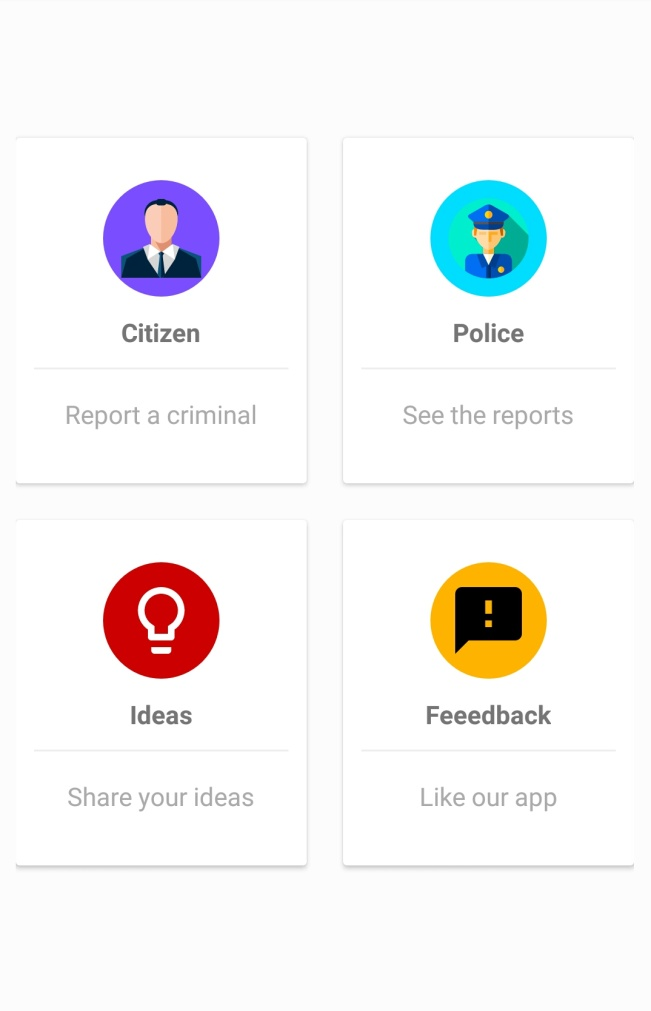 Citizen
Police
Report a criminal
See the reports
Ideas
Feeedback
Share your ideas
Like our app